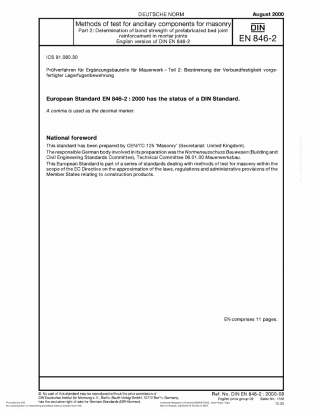 DEUTSCHE NORM
August 2000
Methods of test for ancillary components for masonry
Part 2: Determination of bond strength of prefabricated bed joint
reinforcement in mortar joints
English version of DIN EN 846-2
DIN
EN 846-2
ICS 91.080.30
Prüfverfahren für Ergänzungsbauteile für Mauerwerk – Teil 2: Bestimmung der Verbundfestigkeit vorge-
fertigter Lagerfugenbewehrung
European Standard EN 846-2 : 2000 has the status of a DIN Standard.
A comma is used as the decimal marker.
National foreword
This standard has been prepared by CEN/TC 125 'Masonry' (Secretariat: United Kingdom).
The responsible German body involved in its preparation was the Normenausschuss Bauwesen (Building and
Civil Engineering Standards Committee), Technical Committee 06.01.00 Mauerwerksbau.
This European Standard is part of a series of standards dealing with methods of test for masonry within the
scope of the EC Directive on the approximation of the laws, regulations and administrative provisions of the
Member States relating to construction products.
EN comprises 11 pages.
© No part of this standard may be reproduced without the prior permission of
DIN Deutsches Institut für Normung e. V., Berlin. Beuth Verlag GmbH, 10772 Berlin, Germany,
has the exclusive right of sale for German Standards (DIN-Normen).
Ref. No. DIN EN 846-2 : 2000-08
English price group 08 Sales No. 1108